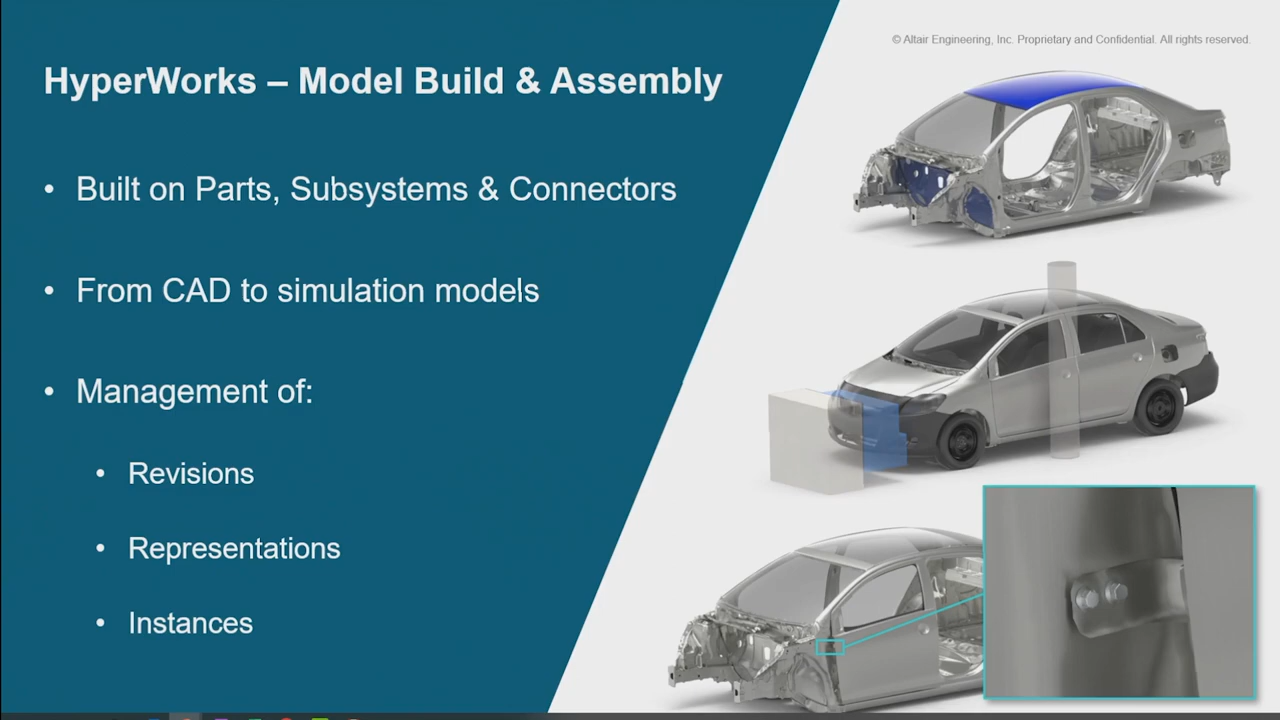 © Altair Engineering, Inc. Proprietary and Confidential. All rights reserved.
HyperWorks – Model Build & Assembly
• Built on Parts, Subsystems & Connectors
• From CAD to simulation models
• Management of:
• Revisions
• Representations
• Instances